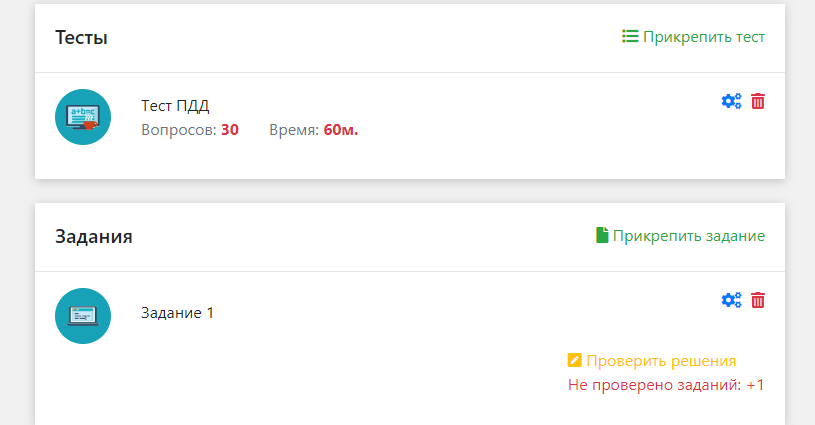 Тесты
Прикрепить тест
a+b=c
Тест ПДД
Вопросов: 30 Время: 60м.
Задания
Прикрепить задание
Задание 1
Проверить решения
Не проверено заданий: +1